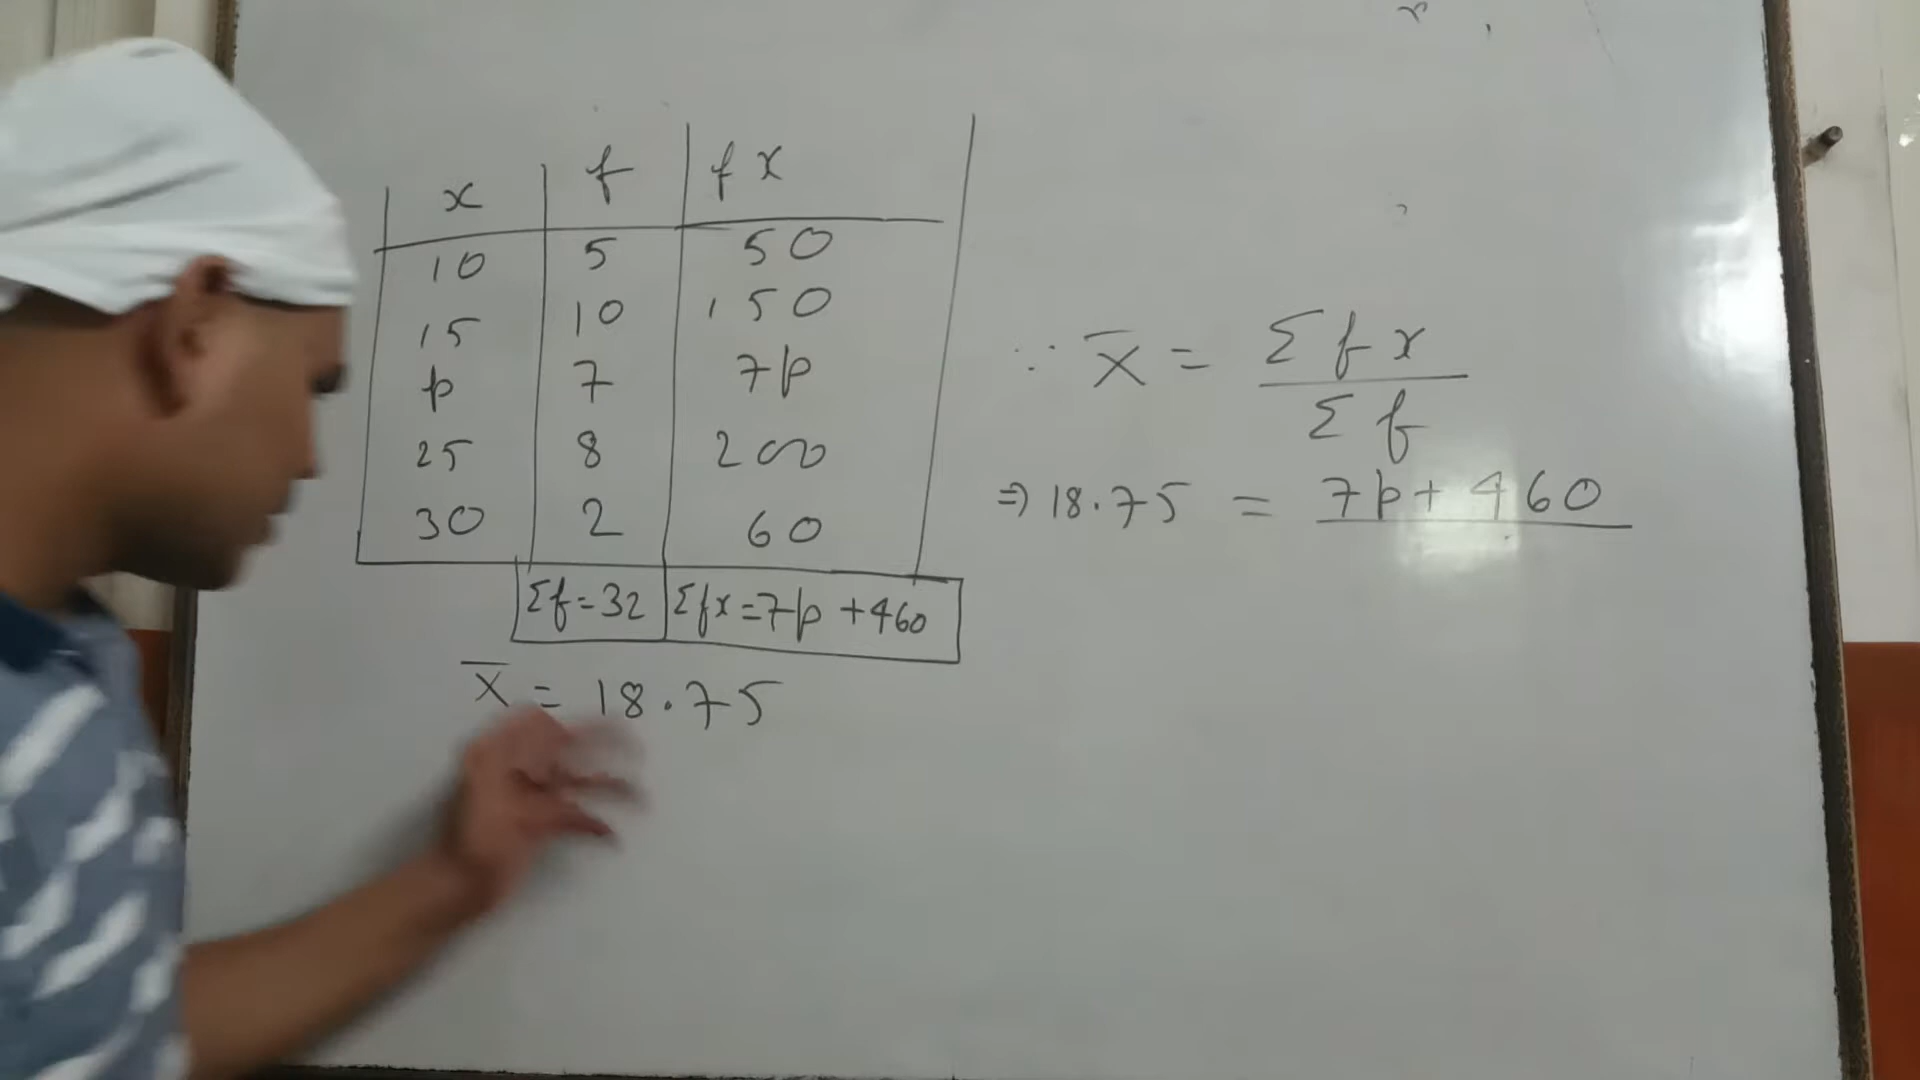 x f fx
10 5 50
15 10 150
p 7 7p
25 8 200
30 2 60
Σf=32 Σfx=7p+460
x̄ = 18.75
∵ x̄ = Σfx
Σf
⇒ 18.75 = 7p+460